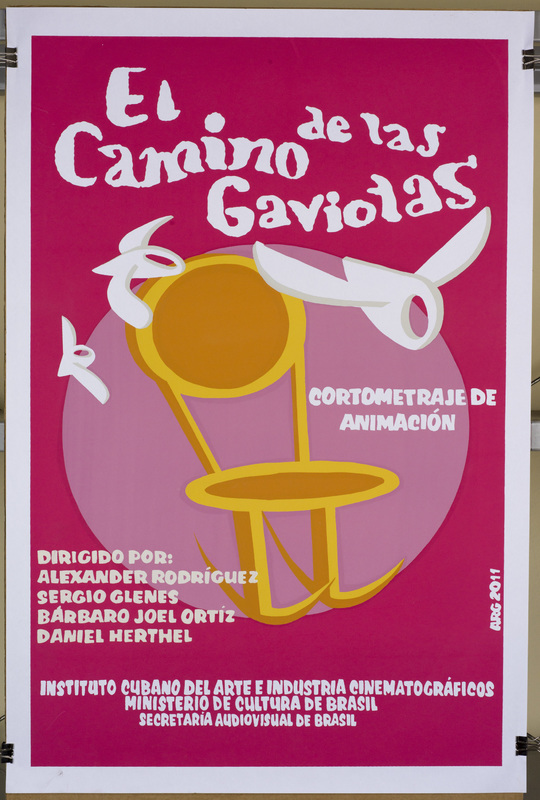 El
Camino de las
Gaviotas
CORTOMETRAJE DE
ANIMACIÓN
DIRIGIDO POR:
ALEXANDER RODRÍGUEZ
SERGIO GLENES
BÁRBARO JOEL ORTÍZ
DANIEL HERTHEL
ARG 2011
INSTITUTO CUBANO DEL ARTE E INDUSTRIA CINEMATOGRÁFICOS
MINISTERIO DE CULTURA DE BRASIL
SECRETARÍA AUDIOVISUAL DE BRASIL